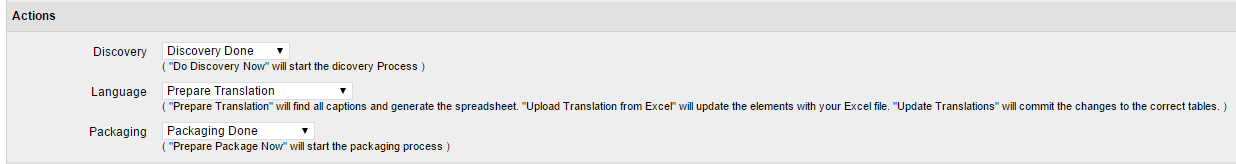 Actions
Discovery Discovery Done
( "Do Discovery Now" will start the dicovery Process )
Language Prepare Translation
( "Prepare Translation" will find all captions and generate the spreadsheet. "Upload Translation from Excel" will update the elements with your Excel file. "Update Translations" will commit the changes to the correct tables. )
Packaging Packaging Done
( "Prepare Package Now" will start the packaging process )